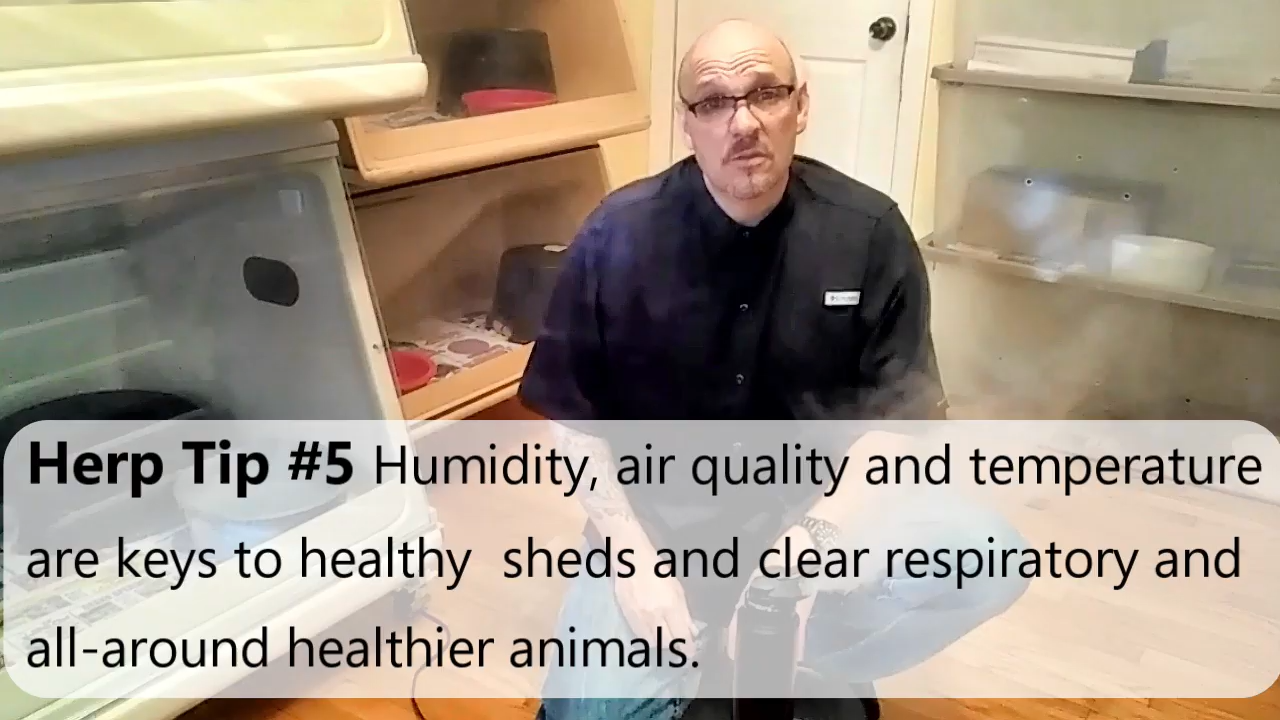 Herp Tip #5 Humidity, air quality and temperature
are keys to healthy  sheds and clear respiratory and
all-around healthier animals.